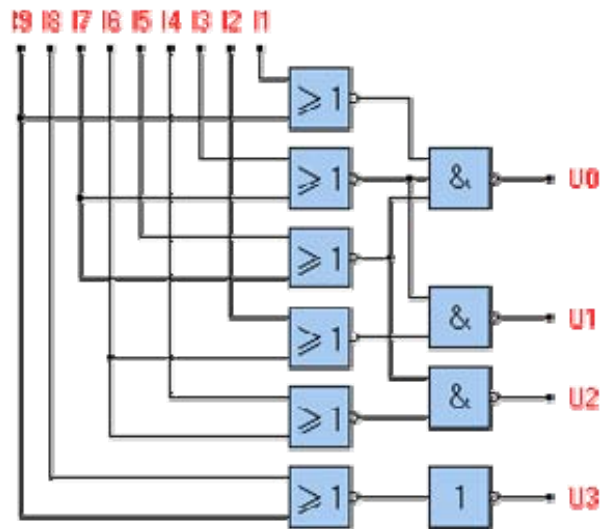 I9 I8 I7 I6 I5 I4 I3 I2 I1
≥ 1
≥ 1
& U0
≥ 1
≥ 1
& U1
≥ 1
& U2
≥ 1
1 U3